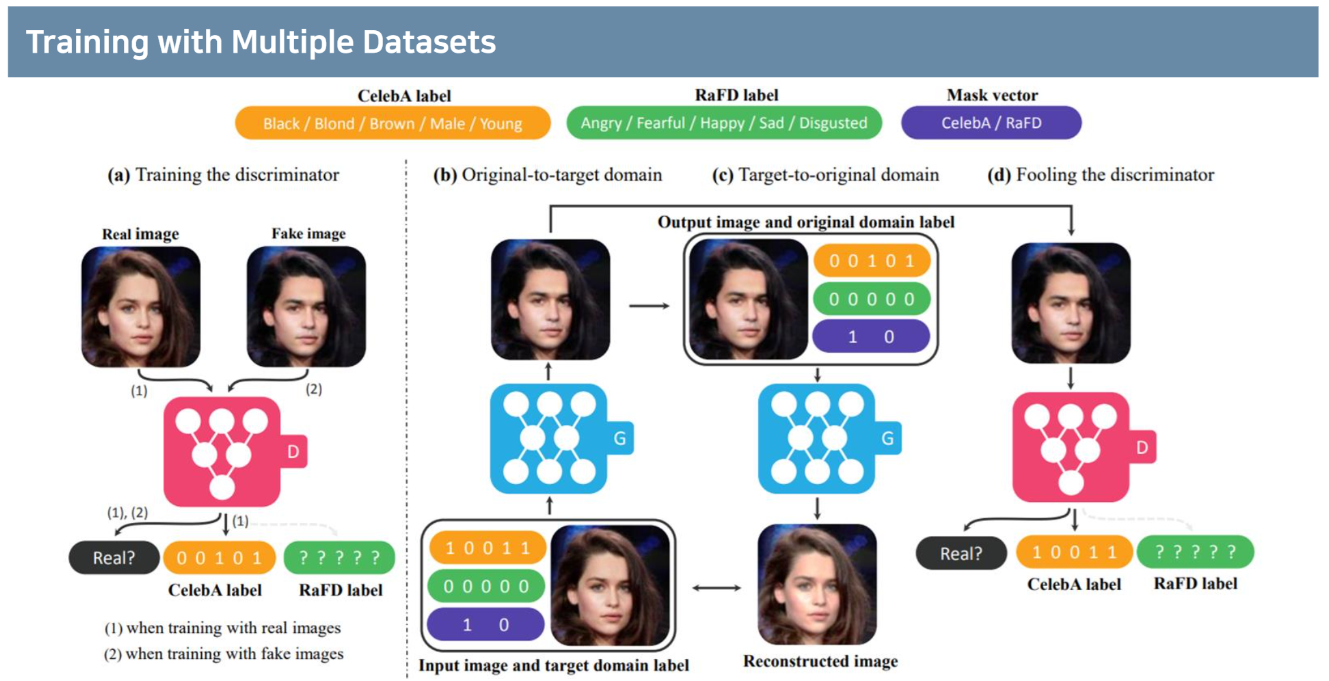 Training with Multiple Datasets
CelebA label
RaFD label
Mask vector
Black / Blond / Brown / Male / Young
Angry / Fearful / Happy / Sad / Disgusted
CelebA / RaFD
(a) Training the discriminator
(b) Original-to-target domain
(c) Target-to-original domain
(d) Fooling the discriminator
Real image
Fake image
(1)
(2)
D
(1), (2)
(1)
Real?
0 0 1 0 1
? ? ? ? ?
CelebA label
RaFD label
(1) when training with real images
(2) when training with fake images
G
1 0 0 1 1
0 0 0 0 0
1 0
Input image and target domain label
Output image and original domain label
0 0 1 0 1
0 0 0 0 0
1 0
G
Reconstructed image
D
Real?
1 0 0 1 1
? ? ? ? ?
CelebA label
RaFD label